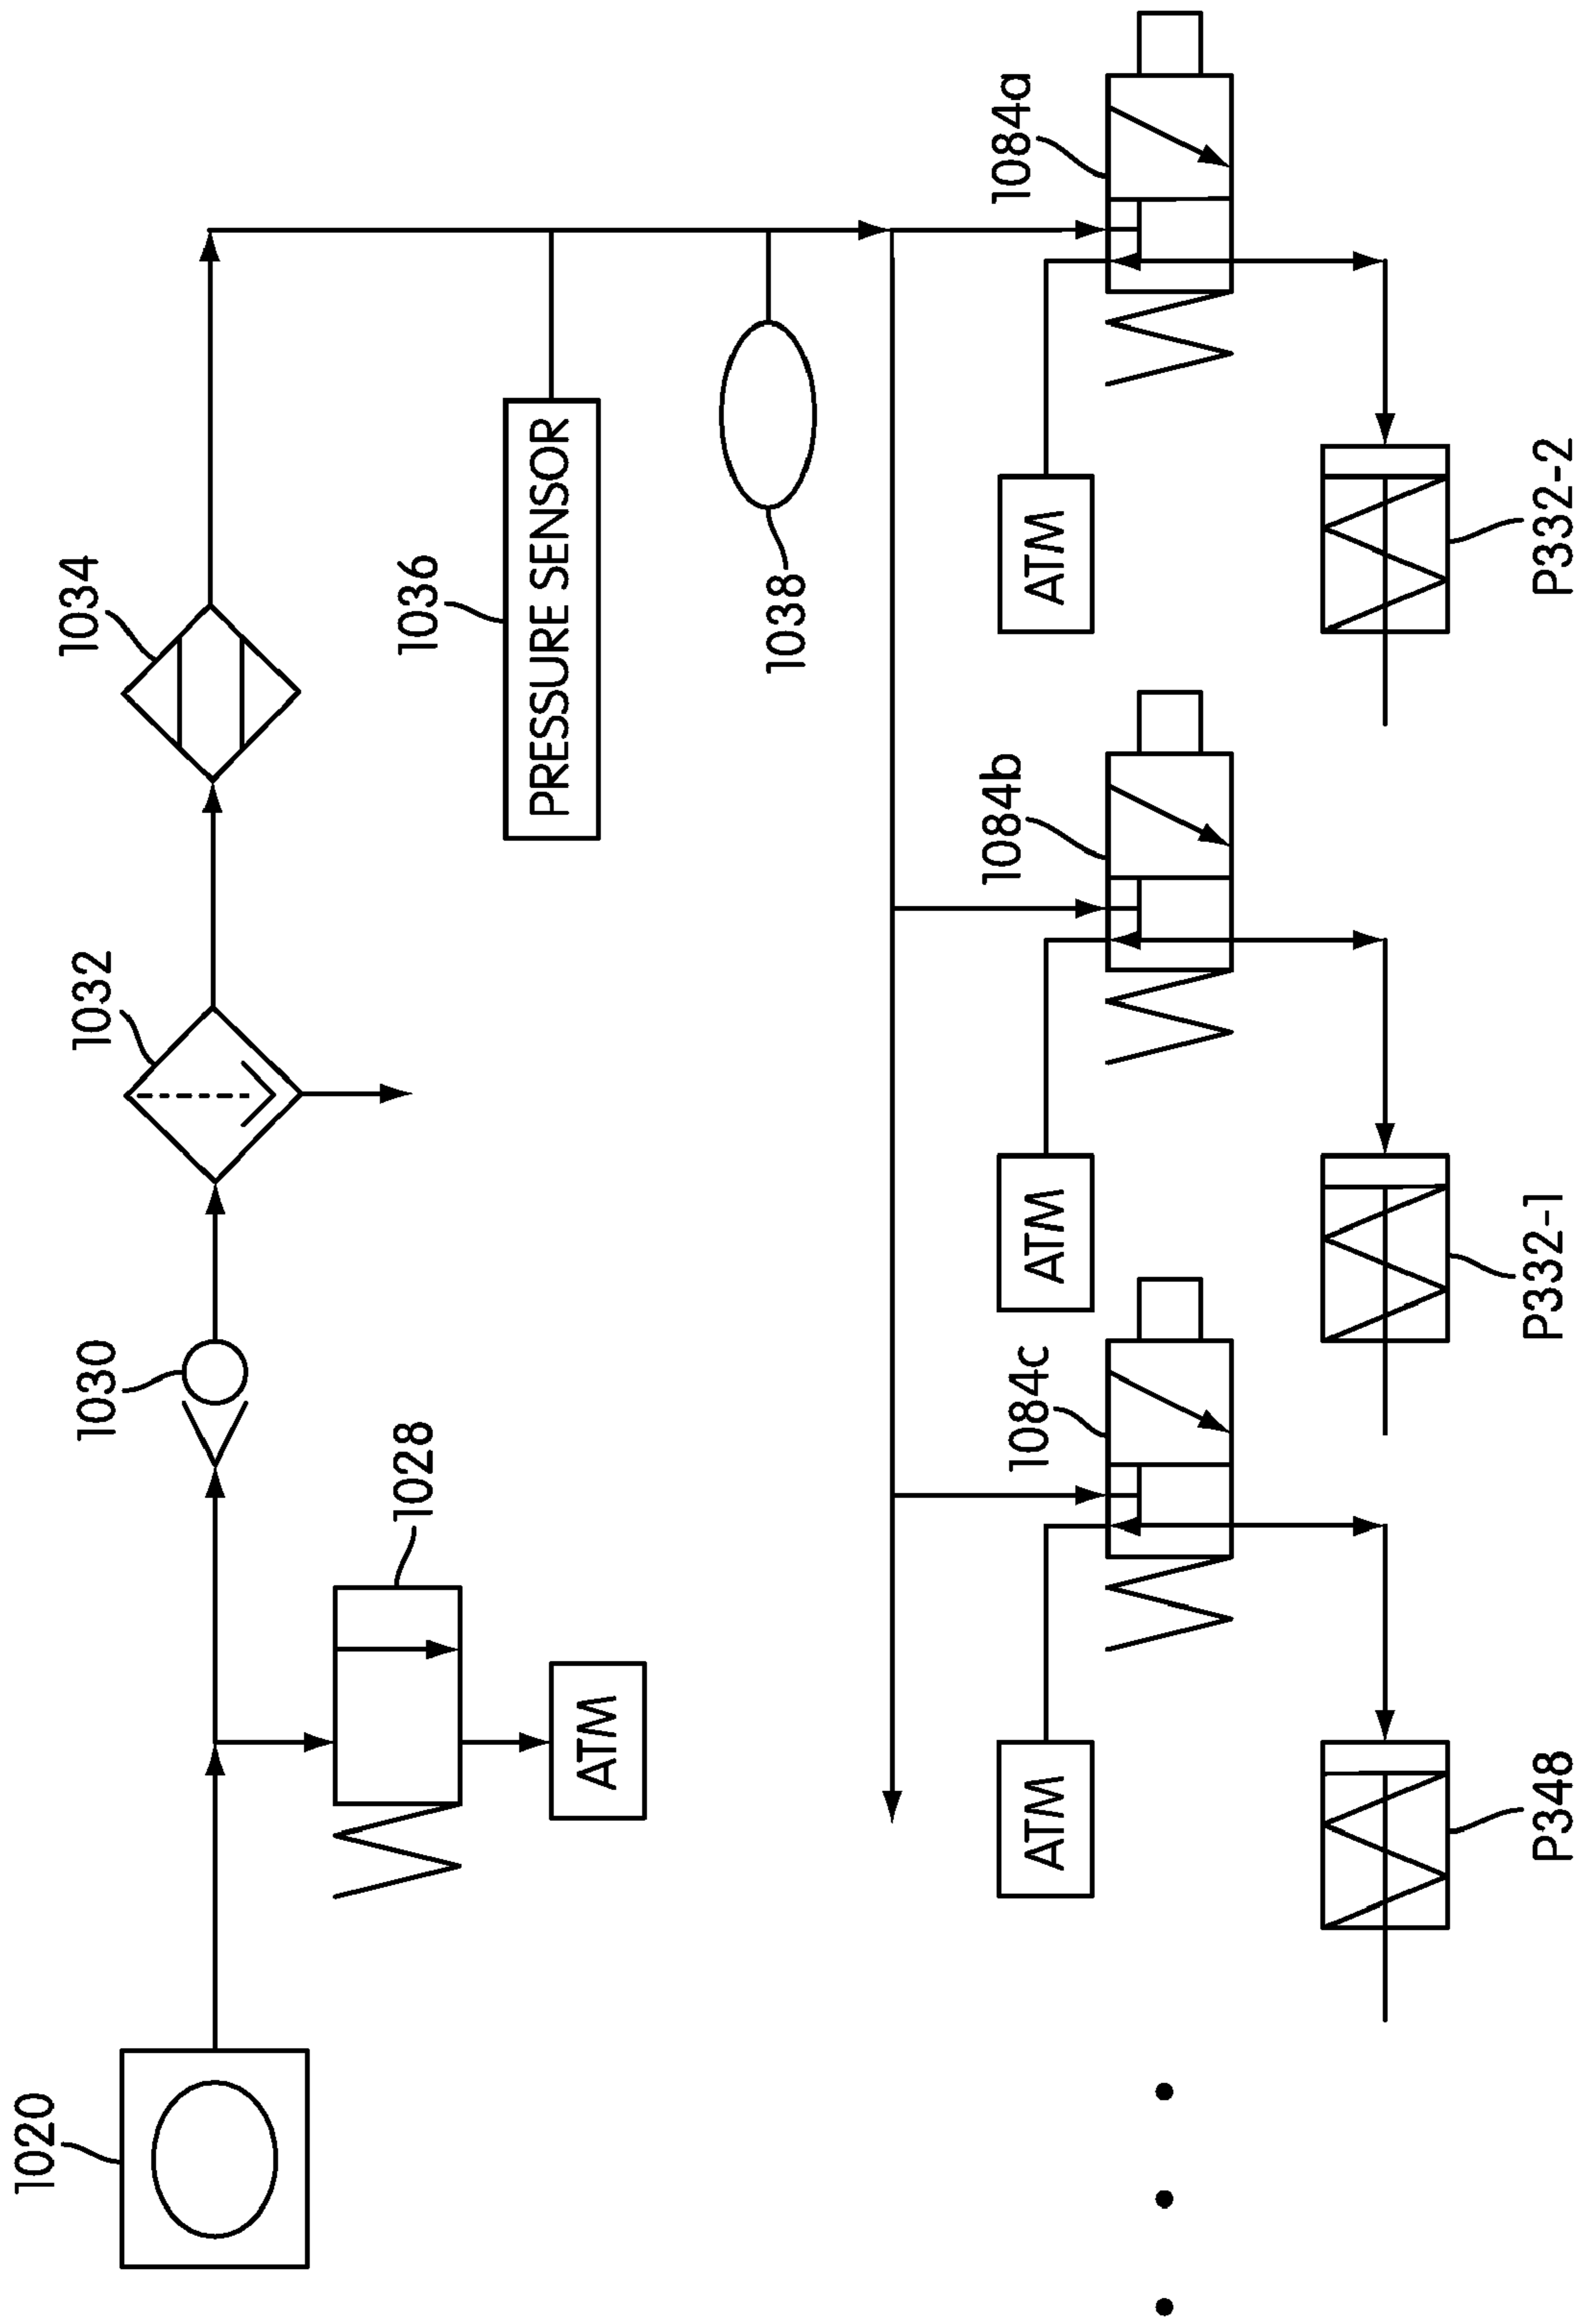 1020
1028
ATM
1030
1032
1034
1036
PRESSURE SENSOR
1038
1084a
ATM
P332-2
1084b
ATM
P332-1
1084c
ATM
P348